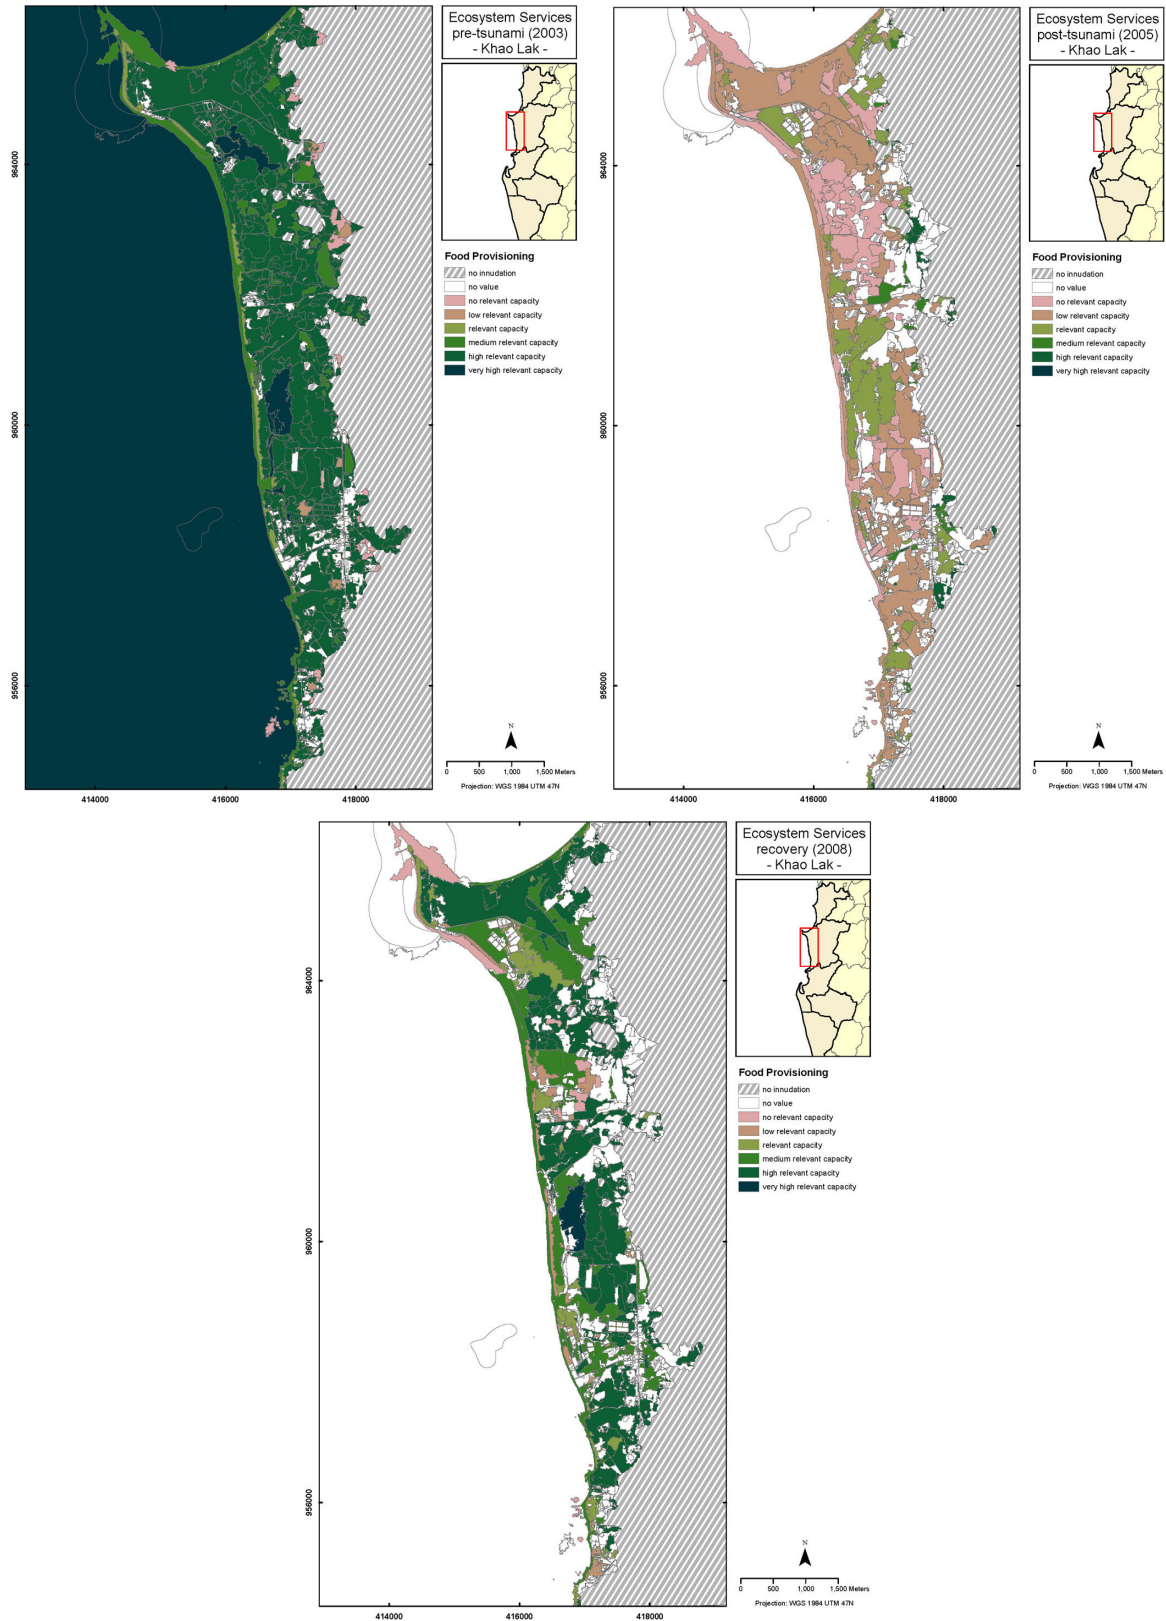 Ecosystem Services
pre-tsunami (2003)
- Khao Lak -
Food Provisioning
no innudation
no value
no relevant capacity
low relevant capacity
relevant capacity
medium relevant capacity
high relevant capacity
very high relevant capacity
964000
960000
956000
N
0 500 1,000 1,500 Meters
Projection: WGS 1984 UTM 47N
414000 416000 418000
Ecosystem Services
post-tsunami (2005)
- Khao Lak -
Food Provisioning
no innudation
no value
no relevant capacity
low relevant capacity
relevant capacity
medium relevant capacity
high relevant capacity
very high relevant capacity
964000
960000
956000
N
0 500 1,000 1,500 Meters
Projection: WGS 1984 UTM 47N
414000 416000 418000
Ecosystem Services
recovery (2008)
- Khao Lak -
Food Provisioning
no innudation
no value
no relevant capacity
low relevant capacity
relevant capacity
medium relevant capacity
high relevant capacity
very high relevant capacity
964000
960000
956000
N
0 500 1,000 1,500 Meters
Projection: WGS 1984 UTM 47N
414000 416000 418000